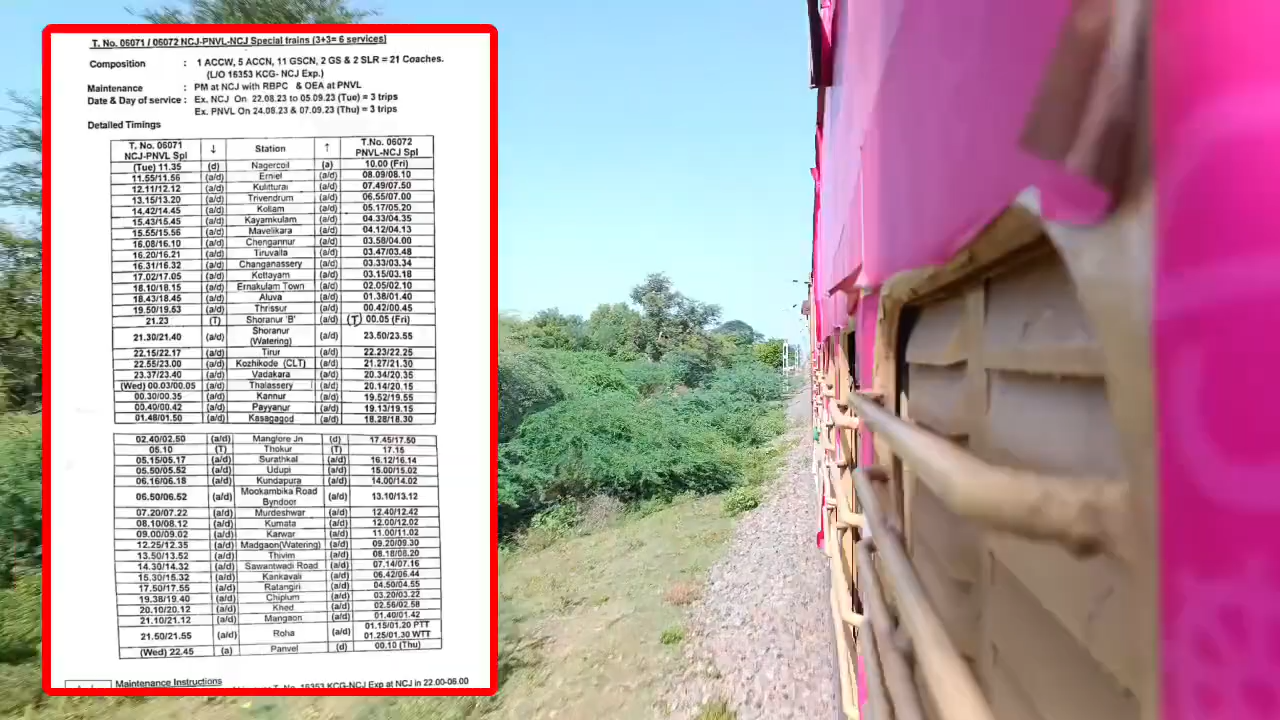 T. No. 06071 / 06072 NCJ-PNVL-NCJ Special trains (3+3= 6 services)
Composition : 1 ACCW, 5 ACCN, 11 GSCN, 2 GS & 2 SLR = 21 Coaches.
(L/O 16353 KCG- NCJ Exp.)
Maintenance : PM at NCJ with RBPC & OEA at PNVL
Date & Day of service : Ex. NCJ On 22.08.23 to 05.09.23 (Tue) = 3 trips
Ex. PNVL On 24.08.23 & 07.09.23 (Thu) = 3 trips
Detailed Timings
T. No. 06071 NCJ-PNVL Spl ↓ Station ↑ T.No. 06072 PNVL-NCJ Spl
(Tue) 11.35 (d) Nagercoil (a) 10.00 (Fri)
11.55/11.56 (a/d) Erniel (a/d) 08.09/08.10
12.11/12.12 (a/d) Kulitturai (a/d) 07.49/07.50
13.15/13.20 (a/d) Trivendrum (a/d) 06.55/07.00
14.42/14.45 (a/d) Kollam (a/d) 05.17/05.20
15.43/15.45 (a/d) Kayamkulam (a/d) 04.33/04.35
15.55/15.56 (a/d) Mavelikara (a/d) 04.12/04.13
16.08/16.10 (a/d) Chengannur (a/d) 03.58/04.00
16.20/16.21 (a/d) Tiruvalla (a/d) 03.47/03.48
16.31/16.32 (a/d) Changanassery (a/d) 03.33/03.34
17.02/17.05 (a/d) Kottayam (a/d) 03.15/03.18
18.10/18.15 (a/d) Ernakulam Town (a/d) 02.05/02.10
18.43/18.45 (a/d) Aluva (a/d) 01.38/01.40
19.50/19.53 (a/d) Thrissur (a/d) 00.42/00.45
21.23 (T) Shoranur 'B' (a/d) (T) 00.05 (Fri)
21.30/21.40 (a/d) Shoranur (Watering) (a/d) 23.50/23.55
22.15/22.17 (a/d) Tirur (a/d) 22.23/22.25
22.55/23.00 (a/d) Kozhikode (CLT) (a/d) 21.27/21.30
23.37/23.40 (a/d) Vadakara (a/d) 20.34/20.35
(Wed) 00.03/00.05 (a/d) Thalassery (a/d) 20.14/20.15
00.30/00.35 (a/d) Kannur (a/d) 19.52/19.55
00.40/00.42 (a/d) Payyanur (a/d) 19.13/19.15
01.48/01.50 (a/d) Kasagagod (a/d) 18.28/18.30
02.40/02.50 (a/d) Manglore Jn (d) 17.45/17.50
05.10 (T) Thokur (T) 17.15
05.15/05.17 (a/d) Surathkal (a/d) 16.12/16.14
05.50/05.52 (a/d) Udupi (a/d) 15.00/15.02
06.16/06.18 (a/d) Kundapura (a/d) 14.00/14.02
06.50/06.52 (a/d) Mookambika Road Byndoor (a/d) 13.10/13.12
07.20/07.22 (a/d) Murdeshwar (a/d) 12.40/12.42
08.10/08.12 (a/d) Kumata (a/d) 12.00/12.02
09.00/09.02 (a/d) Karwar (a/d) 11.00/11.02
12.25/12.35 (a/d) Madgaon(Watering) (a/d) 09.20/09.30
13.50/13.52 (a/d) Thivim (a/d) 08.18/08.20
14.30/14.32 (a/d) Sawantwadi Road (a/d) 07.14/07.16
15.30/15.32 (a/d) Kankavali (a/d) 06.42/06.44
17.50/17.55 (a/d) Ratangiri (a/d) 04.50/04.55
19.38/19.40 (a/d) Chiplum (a/d) 03.20/03.22
20.10/20.12 (a/d) Khed (a/d) 02.56/02.58
21.10/21.12 (a/d) Mangaon (a/d) 01.40/01.42
21.50/21.55 (a/d) Roha (a/d) 01.15/01.20 PTT 01.25/01.30 WTT
(Wed) 22.45 (a) Panvel (d) 00.10 (Thu)
Maintenance Instructions
T. No. 16353 KCG-NCJ Exp at NCJ in 22.00-06.00